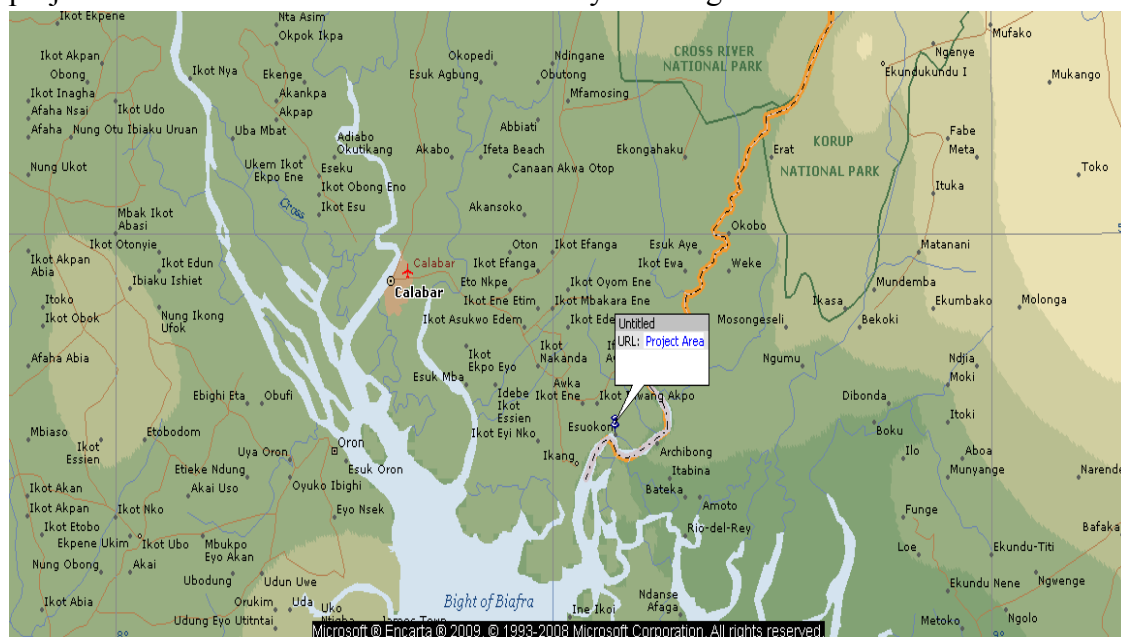 Ikot Ekpene
Nta Asim
Okpok Ikpa
Mufako
Ikot Akpan
Obong
Ikot Nya
Ekenge
Okopedi
Esuk Agbung
Ndingane
Obutong
CROSS RIVER
NATIONAL PARK
Ngenye
Ekundukundu I
Mukango
Ikot Inagha
Afaha Nsai
Ikot Udo
Akankpa
Akpap
Mfamosing
Afaha
Nung Otu Ibiaku Uruan
Uba Mbat
Adiabo
Okutikang
Abbiati
Fabe
Nung Ukot
Ukem Ikot
Ekpo Ene
Eseku
Akabo
Ifeta Beach
Ekongahaku
Erat
KORUP
NATIONAL PARK
Meta
Toko
Canaan Akwa Otop
Ikot Obong Eno
Ituka
Mbak Ikot
Abasi
Cross
Ikot Esu
Akansoko
Okobo
Ikot Akpan
Abia
Ikot Otonyie
Ikot Edun
Ibiaku Ishiet
Calabar
Calabar
Oton
Ikot Efanga
Ikot Efanga
Esuk Aye
Ikot Ewa
Weke
Matanani
Itoko
Ikot Obok
Nung Ikong
Ufok
Eto Nkpe
Ikot Oyom Ene
Ikot Ene Etim
Ikot Mbakara Ene
Mundemba
Ikasa
Ekumbako
Molonga
Ikot Asukwo Edem
Ikot Ede
Untitled
URL: Project Area
Mosongeseli
Bekoki
Afaha Abia
Ikot
Ekpo Eyo
Ikot
Nakanda
Ngumu
Ndjia
Moki
Esuk Mba
Awka
Ebighi Eta
Obufi
Idebe
Ikot
Essien
Ikot Ene
Dibonda
Itoki
Mbiaso
Ikot
Essien
Etobodom
Oron
Ikot Eyi Nko
Esuokon
Boku
Uya Oron
Ikang
Archibong
Ilo
Aboa
Etieke Ndung
Esuk Oron
Itabina
Munyange
Narende
Ikot Akan
Akai Uso
Oyuko Ibighi
Bateka
Ikot Akpan
Ikot Nko
Eyo Nsek
Amoto
Funge
Ikot Etobo
Rio-del-Rey
Bafaka
Ekpene Ukim
Ikot Ubo
Mbukpo
Eyo Akan
Loe
Ekundu-Titi
Nung Obong
Akai
Ubodung
Udun Uwe
Ekundu Nene
Ngwenge
Ikot Abia
Orukim
Uda
Uko
Bight of Biafra
Ine Ikoi
Ndanse
Afaga
Metoko
Ngolo
Udung Eyo Utitntai
Microsoft ® Encarta ® 2009. © 1993-2008 Microsoft Corporation. All rights reserved.